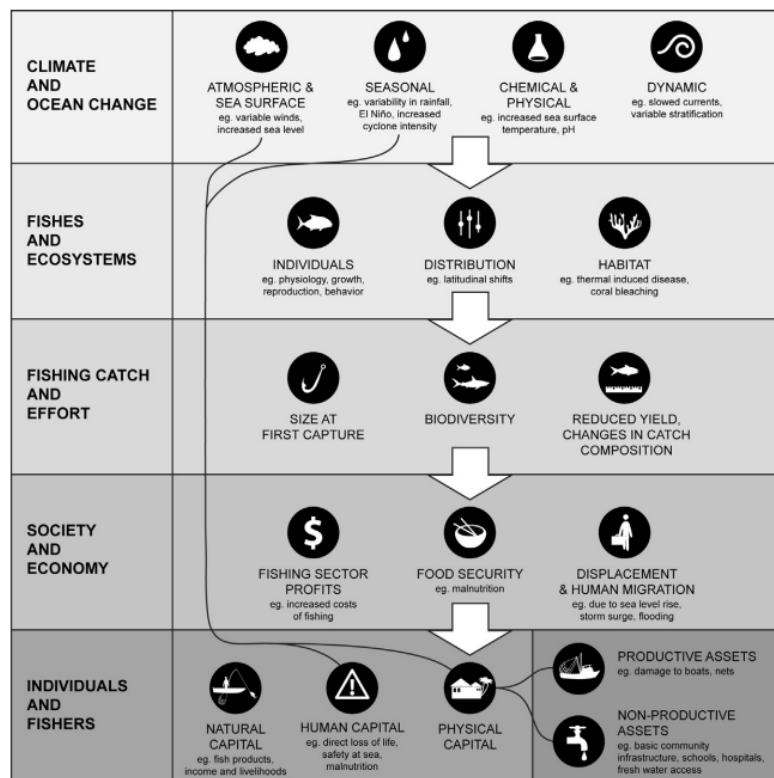 CLIMATE
AND
OCEAN CHANGE
ATMOSPHERIC &
SEA SURFACE
eg. variable winds,
increased sea level
SEASONAL
eg. variability in rainfall,
El Niño, increased
cyclone intensity
CHEMICAL &
PHYSICAL
eg. increased sea surface
temperature, pH
DYNAMIC
eg. slowed currents,
variable stratification
FISHES
AND
ECOSYSTEMS
INDIVIDUALS
eg. physiology, growth,
reproduction, behavior
DISTRIBUTION
eg. latitudinal shifts
HABITAT
eg. thermal induced disease,
coral bleaching
FISHING CATCH
AND
EFFORT
SIZE AT
FIRST CAPTURE
BIODIVERSITY
REDUCED YIELD,
CHANGES IN CATCH
COMPOSITION
SOCIETY
AND
ECONOMY
$
FISHING SECTOR
PROFITS
eg. increased costs
of fishing
FOOD SECURITY
eg. malnutrition
DISPLACEMENT
& HUMAN MIGRATION
eg. due to sea level rise,
storm surge, flooding
INDIVIDUALS
AND
FISHERS
NATURAL
CAPITAL
eg. fish products,
income and livelihoods
HUMAN CAPITAL
eg. direct loss of life,
safety at sea,
malnutrition
PHYSICAL
CAPITAL
PRODUCTIVE ASSETS
eg. damage to boats, nets
NON-PRODUCTIVE
ASSETS
eg. basic community
infrastructure, schools, hospitals,
fresh water access